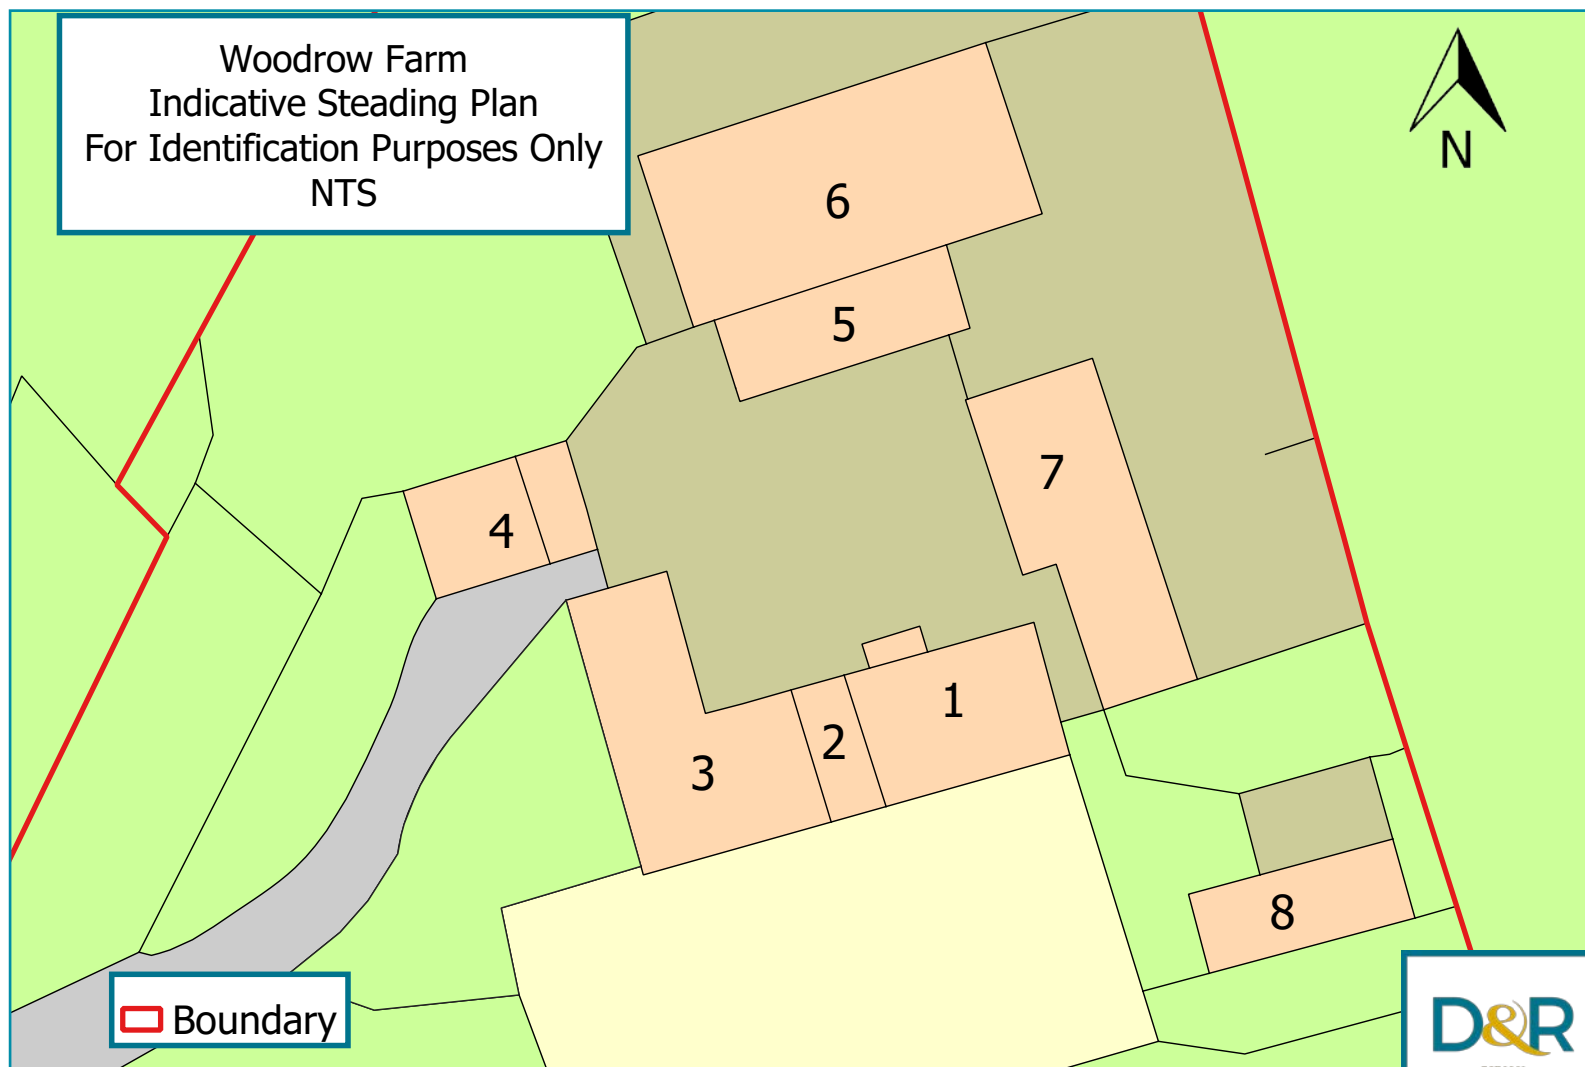 Woodrow Farm
Indicative Steading Plan
For Identification Purposes Only
NTS
N
6
5
7
4
1
2
3
8
Boundary
D&R